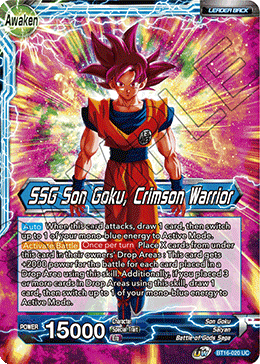 LEADER BACK
Awaken
SSG Son Goku, Crimson Warrior
Auto When this card attacks, draw 1 card, then switch
up to 1 of your mono-blue energy to Active Mode.
Activate Battle Once per turn Place X cards from under
this card in their owners' Drop Areas : This card gets
+2000 power for the battle for each card placed in a
Drop Area using this skill. Additionally, if you placed 3
or more cards in Drop Areas using this skill, draw 1
card, then switch up to 1 of your mono-blue energy to
Active Mode.
Character Son Goku
Special Trait Saiyan
Era Battle of Gods Saga
POWER 15000
BT16-020 UC